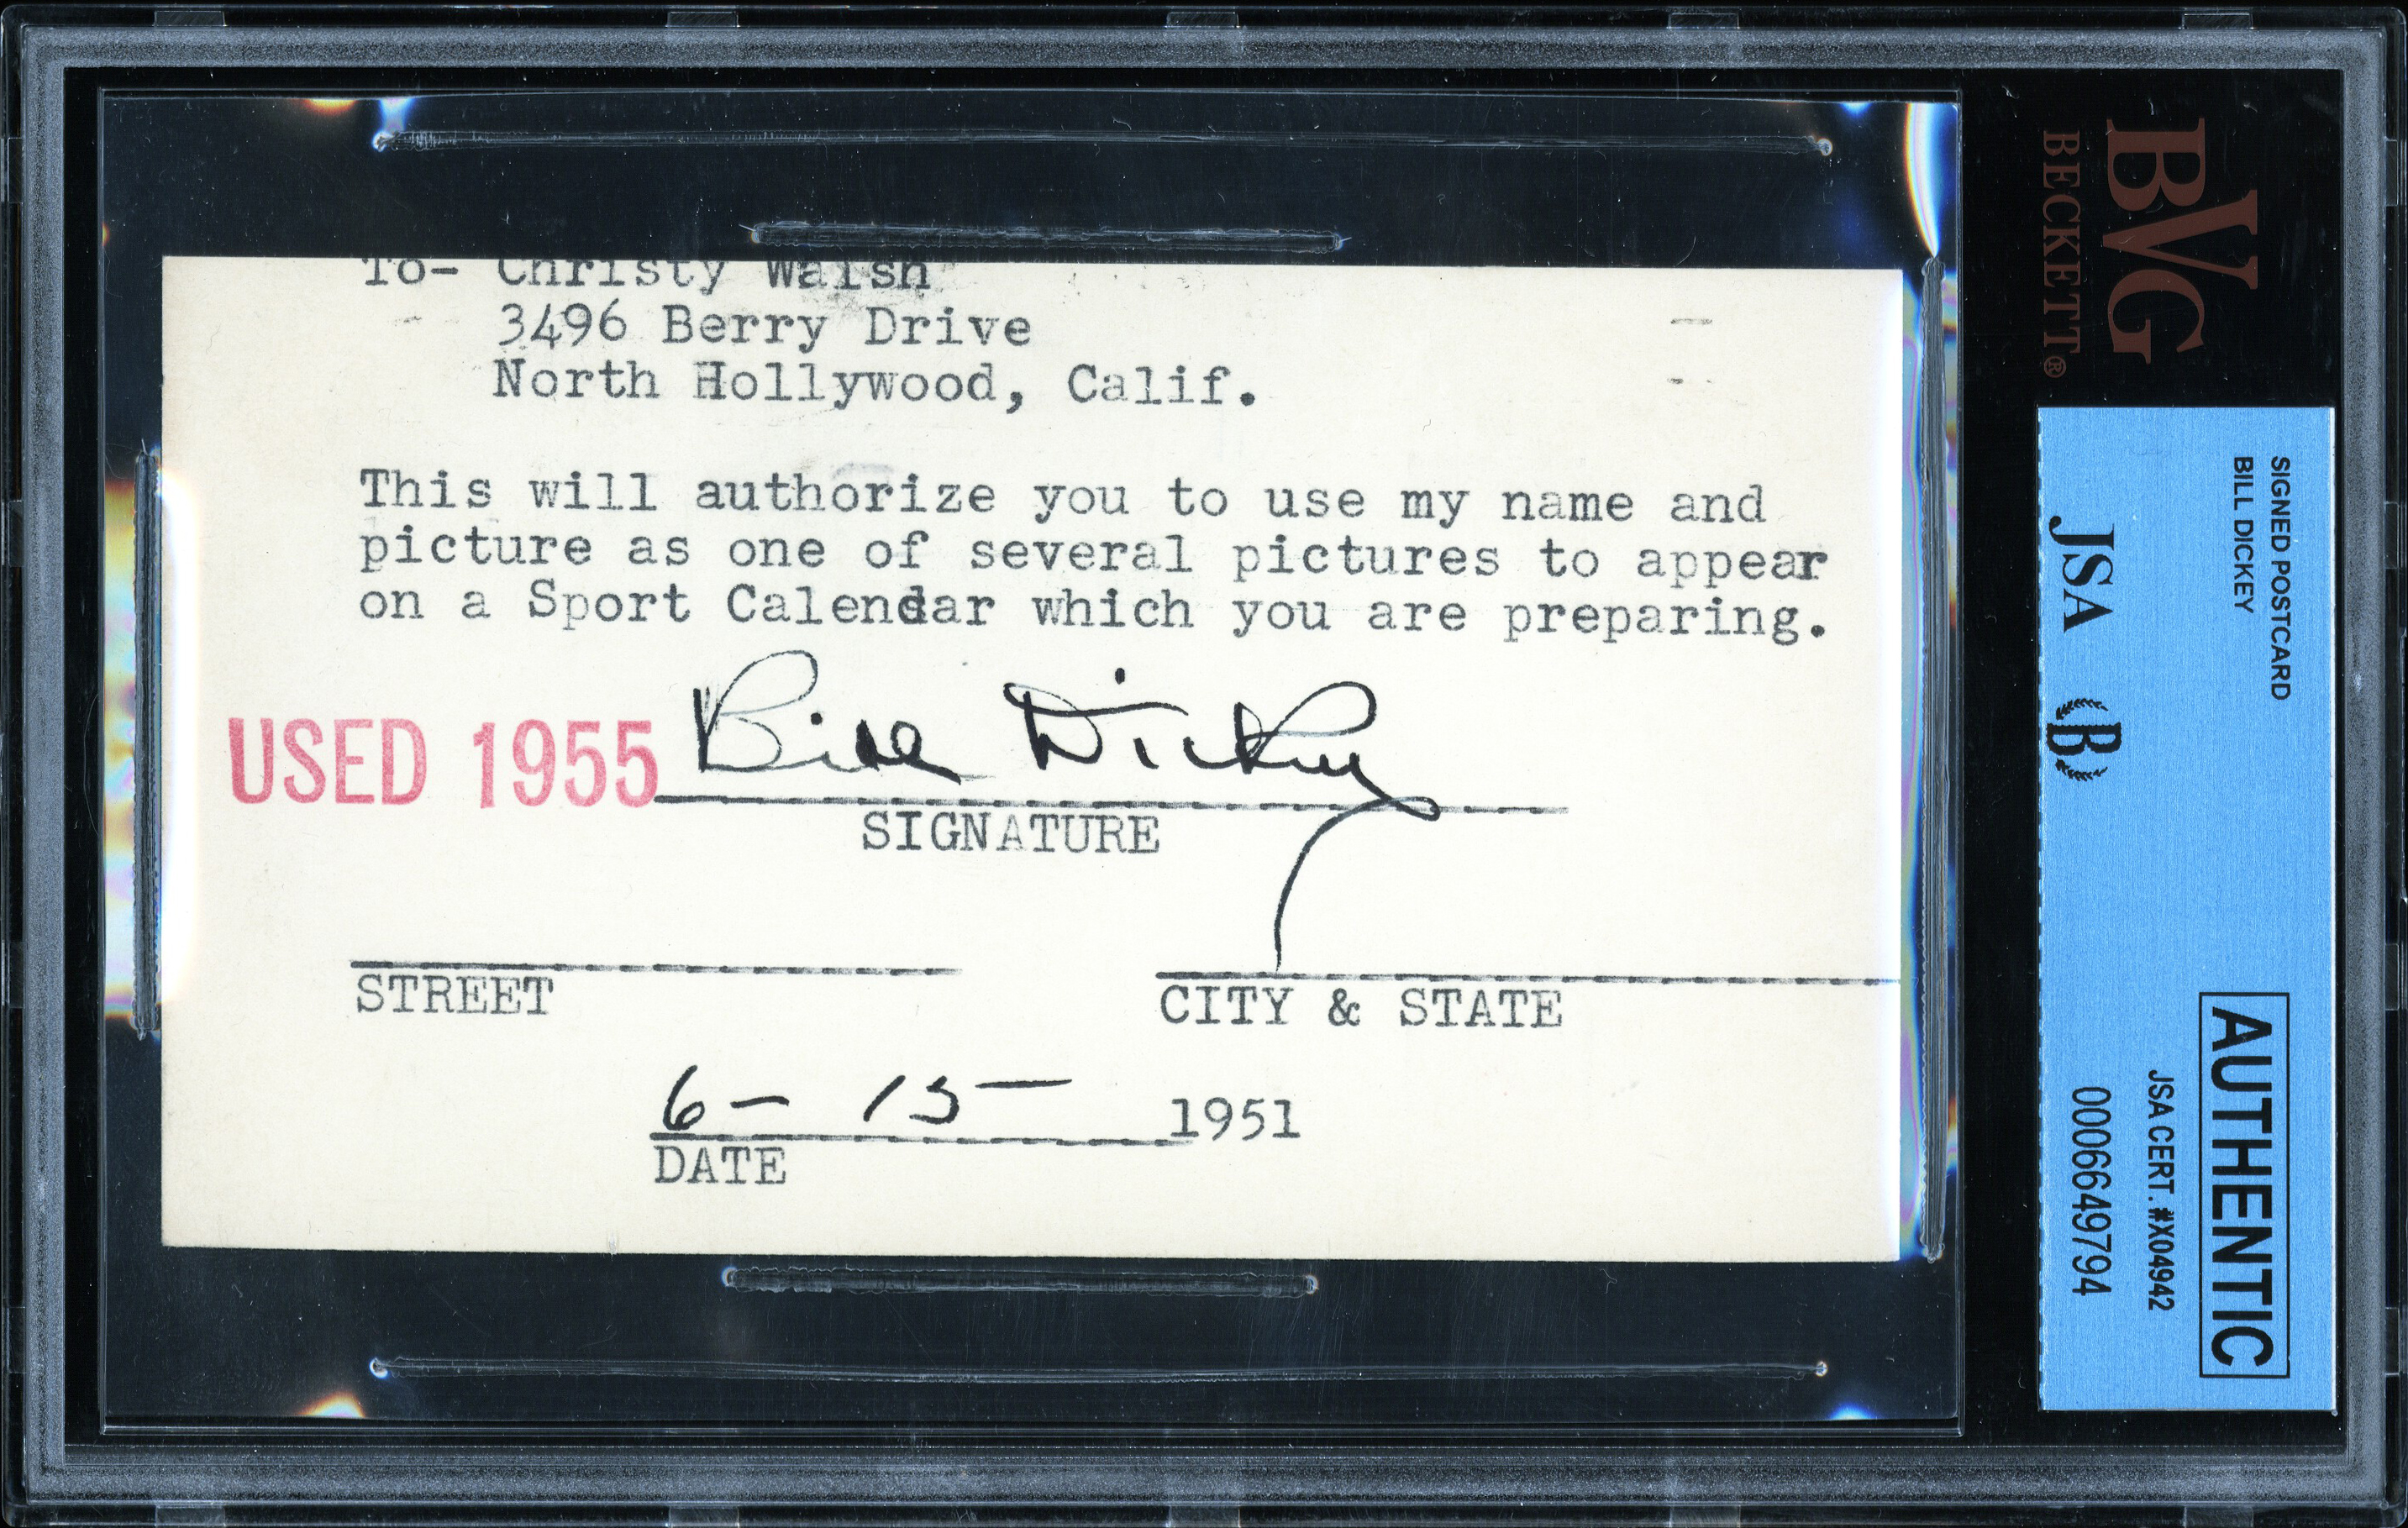 To- Christy Walsh
3496 Berry Drive
North Hollywood, Calif.
This will authorize you to use my name and
picture as one of several pictures to appear
on a Sport Calendar which you are preparing.
USED 1955
Bill Dickey
SIGNATURE
STREET
CITY & STATE
6- 15- 1951
DATE
BVG
BECKETT®
SIGNED POSTCARD
BILL DICKEY
JSA B
AUTHENTIC
JSA CERT. #X04942
0006649794